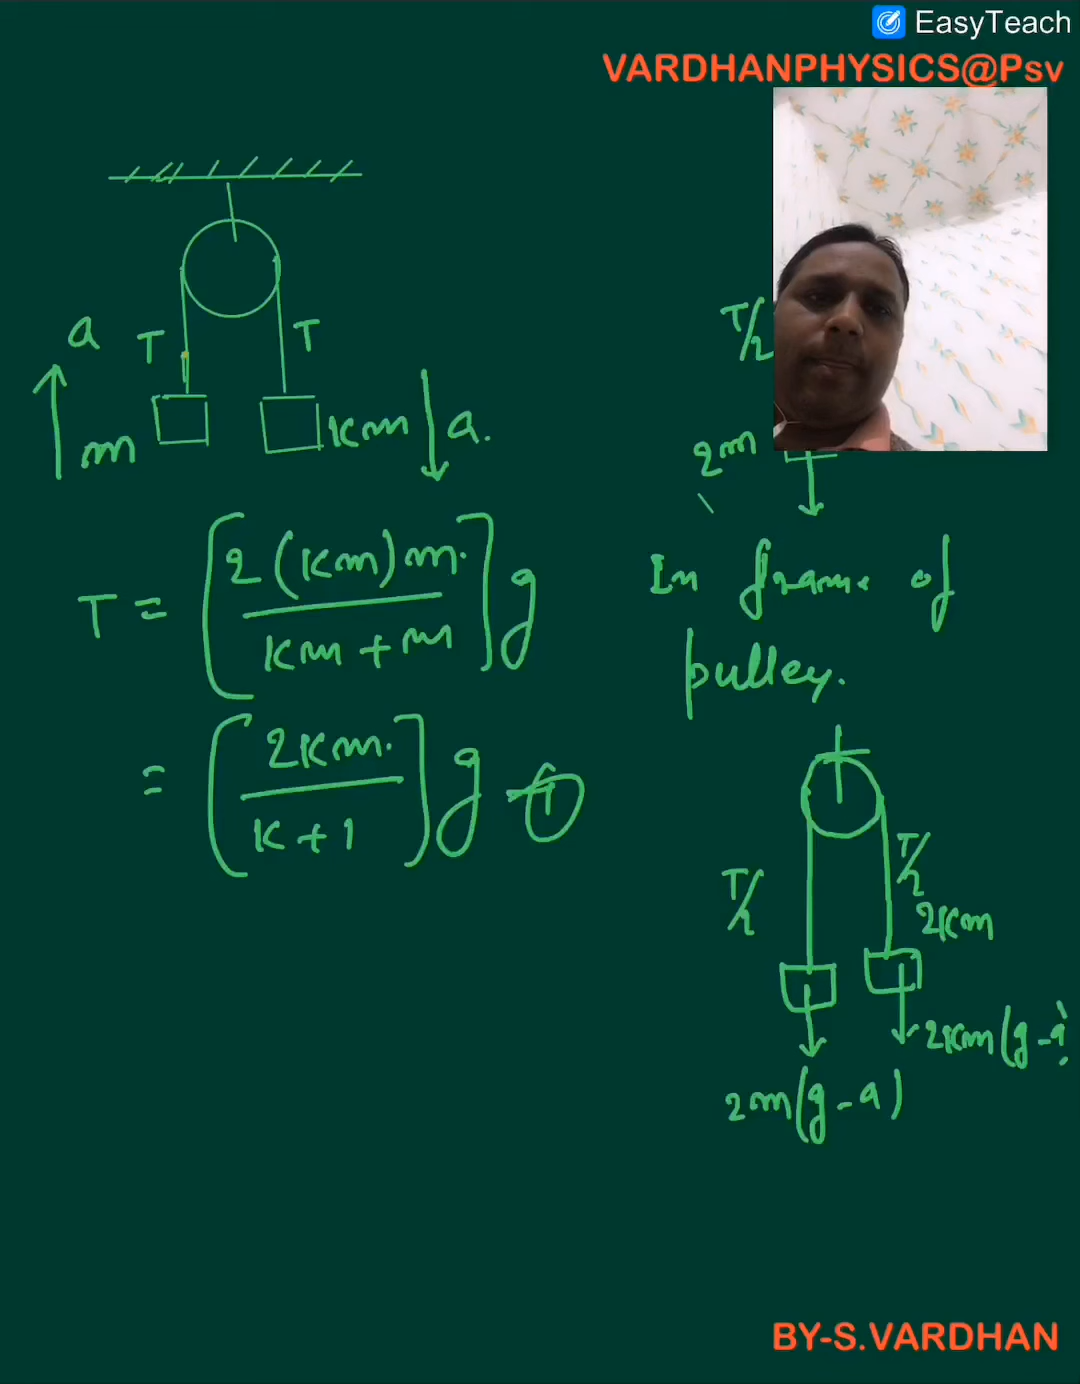 EasyTeach
VARDHANPHYSICS@Psv
a
T
T
m
km
a.
T = [2(km)m. / km + m] g
= [2km. / k + 1] g ①
T/2
2m
In frame of
pulley.
T/2
T/2
2km
2km(g-a)
2m(g-a)
BY-S.VARDHAN